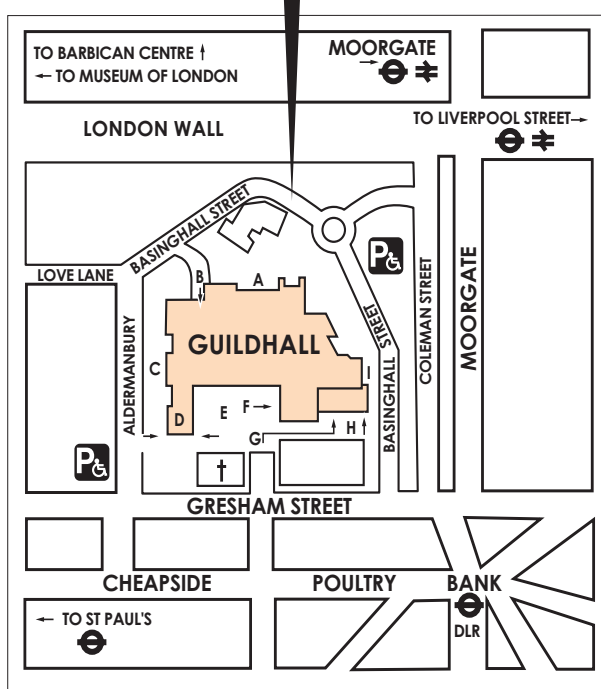 TO BARBICAN CENTRE ↑
← TO MUSEUM OF LONDON
MOORGATE
→
LONDON WALL
TO LIVERPOOL STREET→
BASINGHALL STREET
P
LOVE LANE
B
A
ALDERMANBURY
GUILDHALL
C
I
BASINGHALL STREET
COLEMAN STREET
MOORGATE
D
E
F →
G
H
P
GRESHAM STREET
CHEAPSIDE
POULTRY
BANK
DLR
← TO ST PAUL'S